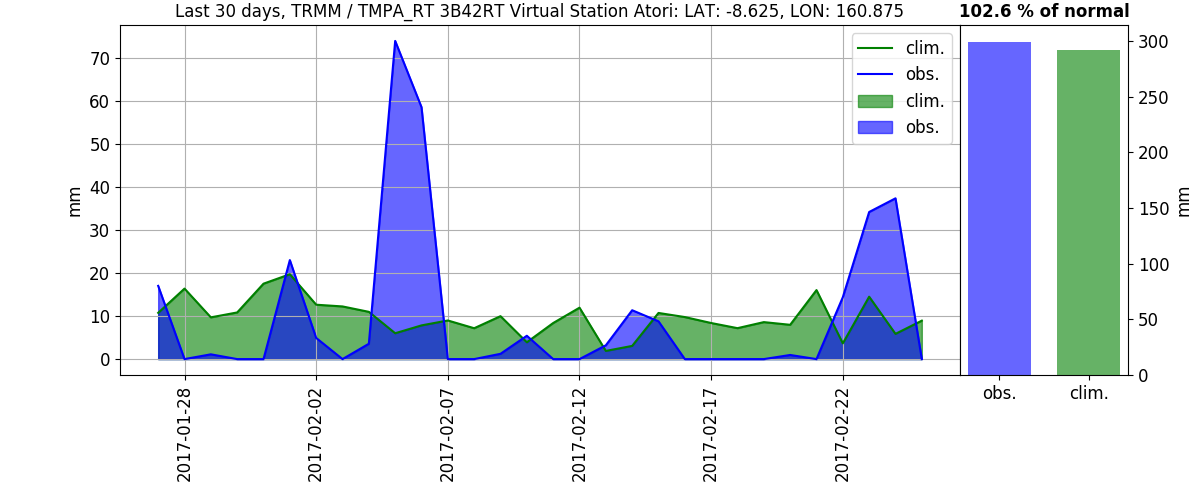 Last 30 days, TRMM / TMPA_RT 3B42RT Virtual Station Atori: LAT: -8.625, LON: 160.875
102.6 % of normal
clim.
obs.
clim.
obs.
mm
70
60
50
40
30
20
10
0
2017-01-28
2017-02-02
2017-02-07
2017-02-12
2017-02-17
2017-02-22
300
250
200
150
100
50
0
mm
obs.
clim.